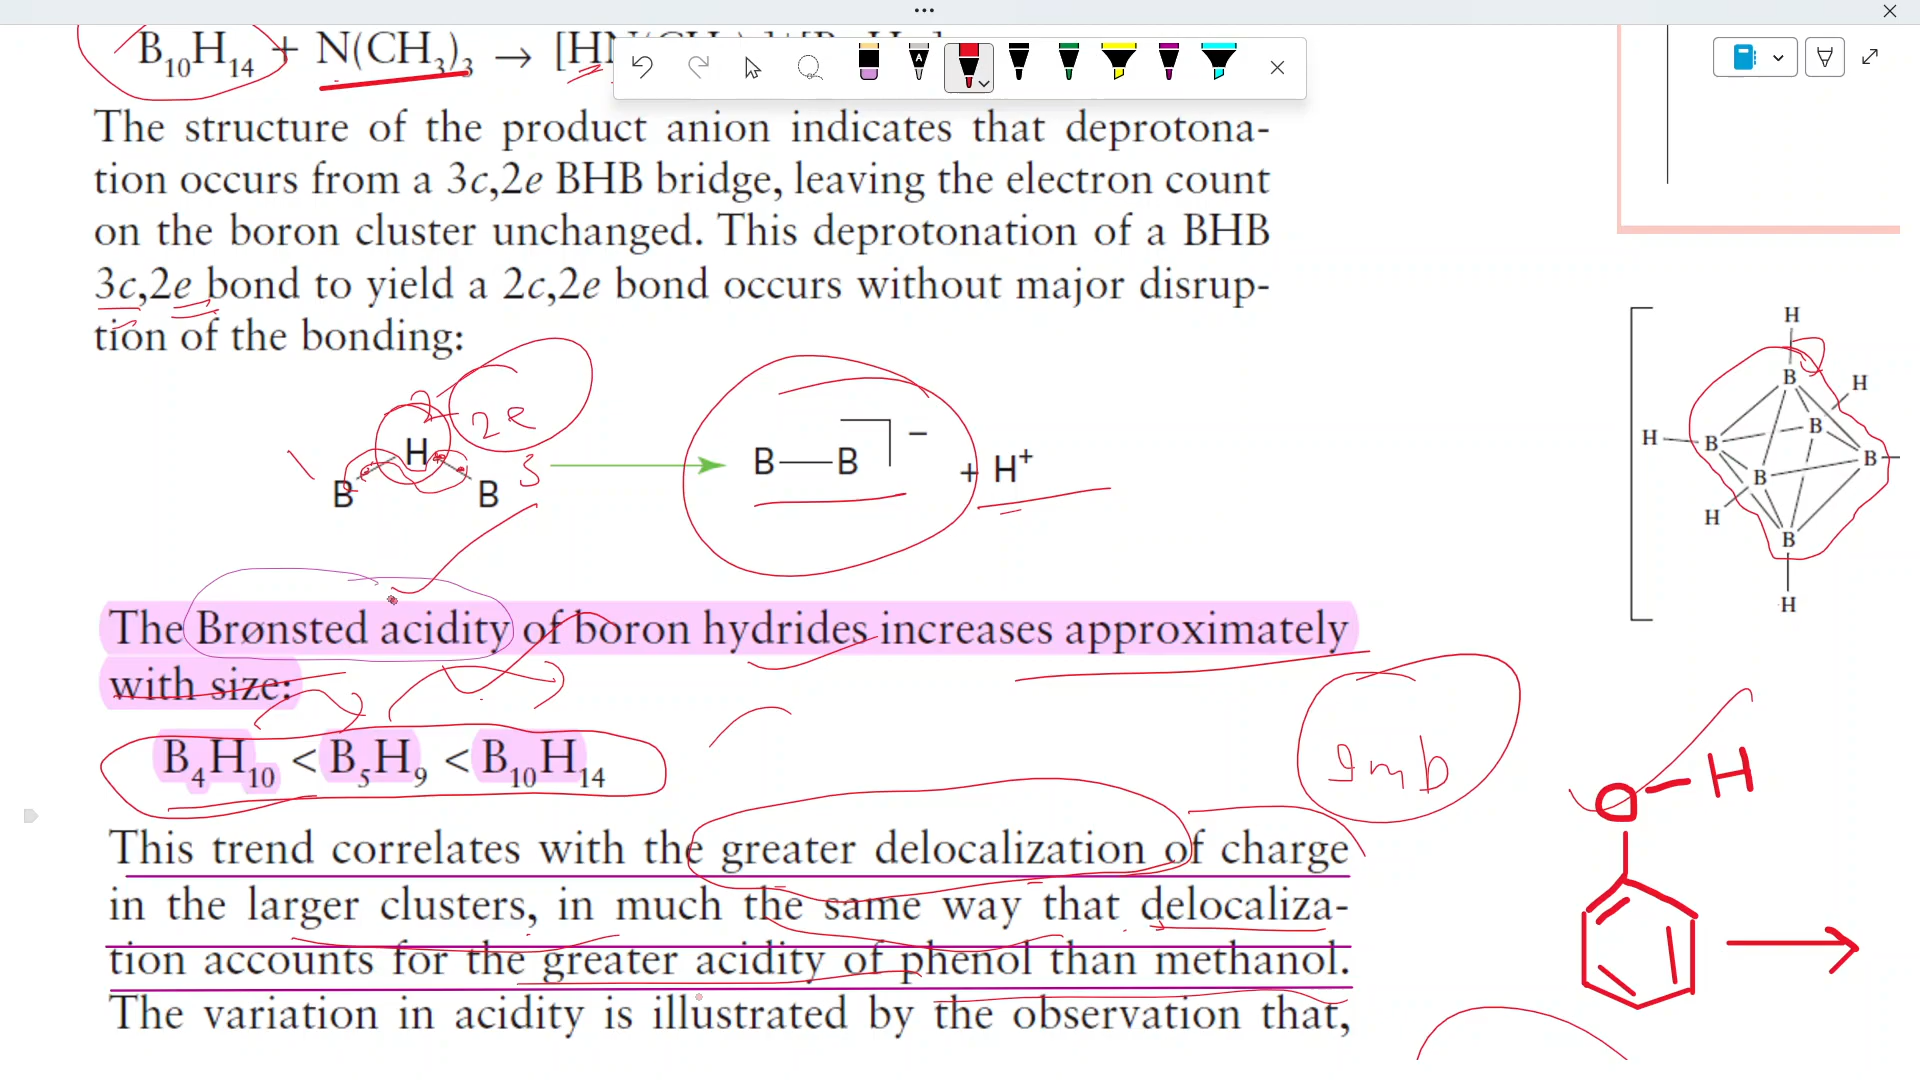 B10H14 + N(CH3)3 → [HN
The structure of the product anion indicates that deprotona-
tion occurs from a 3c,2e BHB bridge, leaving the electron count
on the boron cluster unchanged. This deprotonation of a BHB
3c,2e bond to yield a 2c,2e bond occurs without major disrup-
tion of the bonding:
2
2e
1
H
3
B B
B—B − + H+
The Brønsted acidity of boron hydrides increases approximately
with size:
B4H10 < B5H9 < B10H14
Imp
This trend correlates with the greater delocalization of charge
in the larger clusters, in much the same way that delocaliza-
tion accounts for the greater acidity of phenol than methanol.
The variation in acidity is illustrated by the observation that,
H
B H
B
H B
B
B
H
B
H
O–H
A